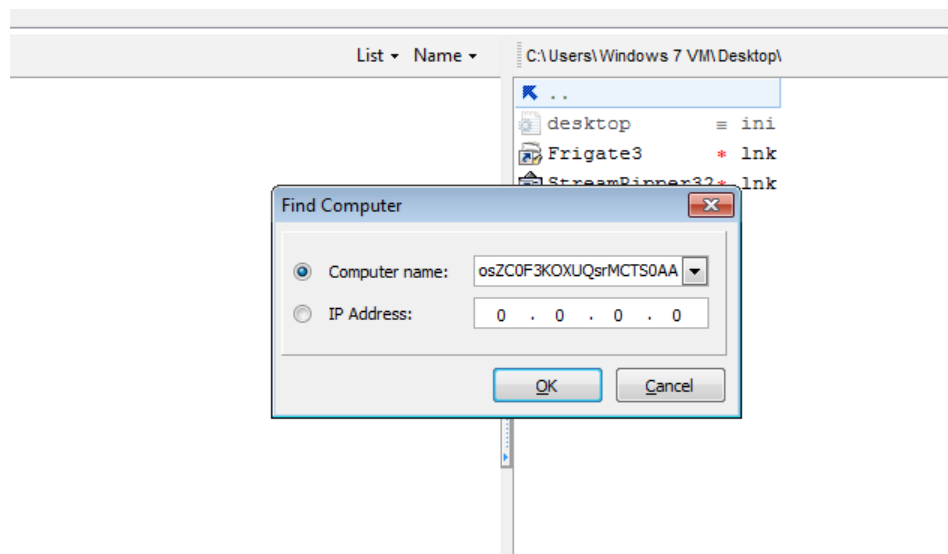 List Name
C:\Users\Windows 7 VM\Desktop\
..
desktop ≡ ini
Frigate3 * lnk
StreamRipper32* lnk
Find Computer
Computer name: osZC0F3KOXUQsrMCTS0AA
IP Address: 0 . 0 . 0 . 0
OK Cancel